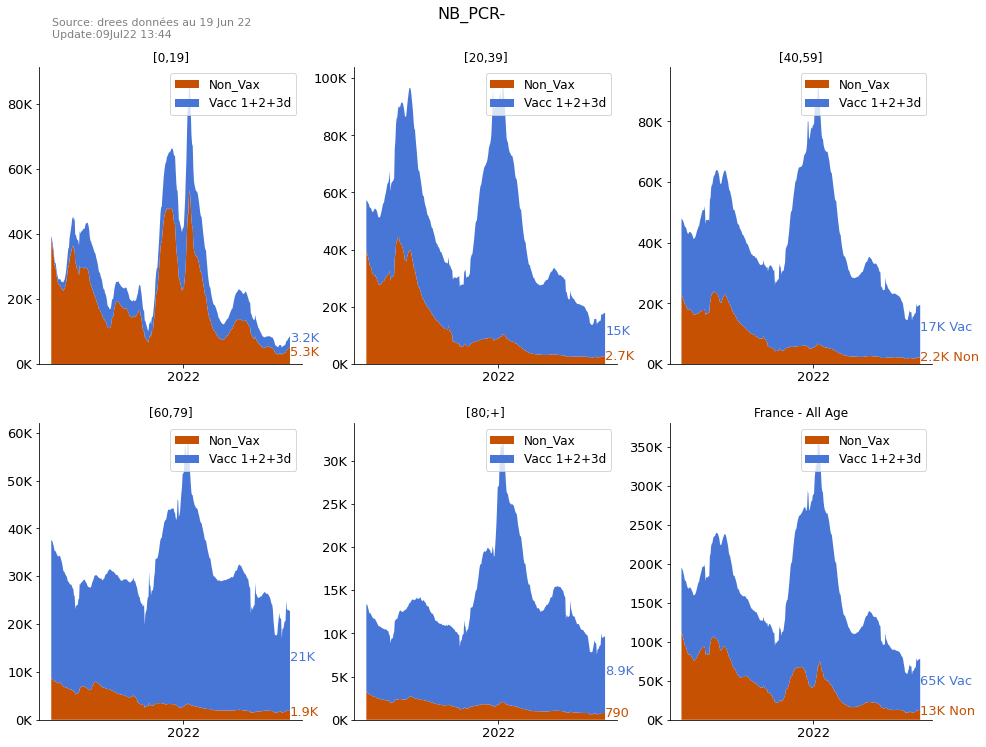 NB_PCR-
Source: drees données au 19 Jun 22
Update:09Jul22 13:44
[0,19]
Non_Vax
Vacc 1+2+3d
80K
60K
40K
20K
0K
3.2K
5.3K
2022
[20,39]
Non_Vax
Vacc 1+2+3d
100K
80K
60K
40K
20K
0K
15K
2.7K
2022
[40,59]
Non_Vax
Vacc 1+2+3d
80K
60K
40K
20K
0K
17K Vac
2.2K Non
2022
[60,79]
Non_Vax
Vacc 1+2+3d
60K
50K
40K
30K
20K
10K
0K
21K
1.9K
2022
[80;+]
Non_Vax
Vacc 1+2+3d
30K
25K
20K
15K
10K
5K
0K
8.9K
790
2022
France - All Age
Non_Vax
Vacc 1+2+3d
350K
300K
250K
200K
150K
100K
50K
0K
65K Vac
13K Non
2022